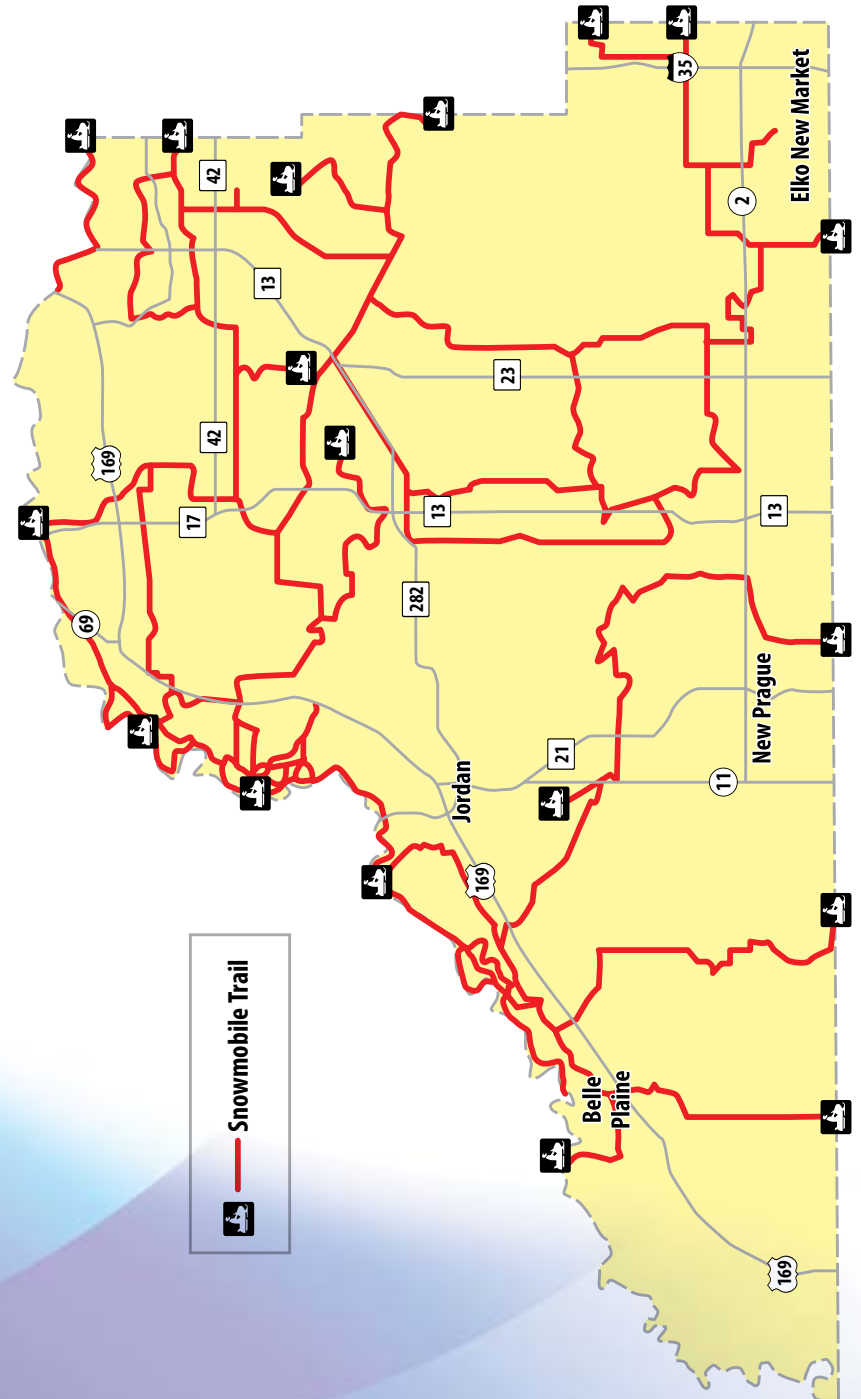 Snowmobile Trail
169
69
17
42
42
13
13
13
23
282
21
11
2
35
169
169
Jordan
Belle
Plaine
New Prague
Elko New Market